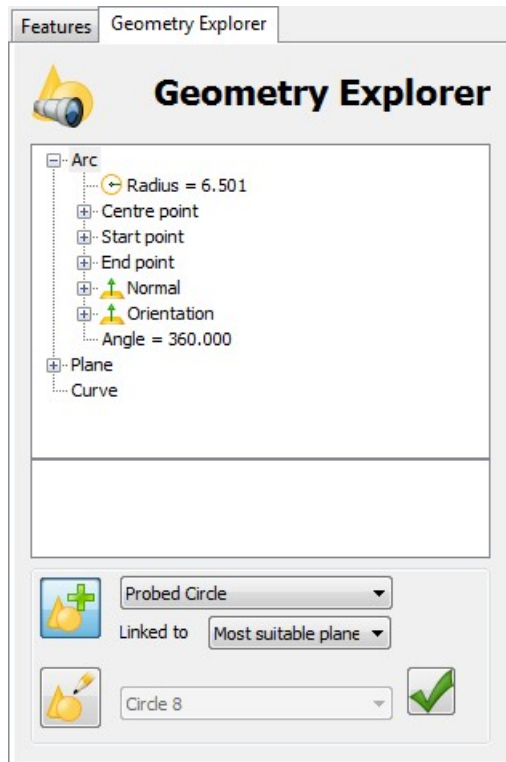 Features Geometry Explorer
Geometry Explorer
Arc
Radius = 6.501
Centre point
Start point
End point
Normal
Orientation
Angle = 360.000
Plane
Curve
Probed Circle
Linked to Most suitable plane
Circle 8